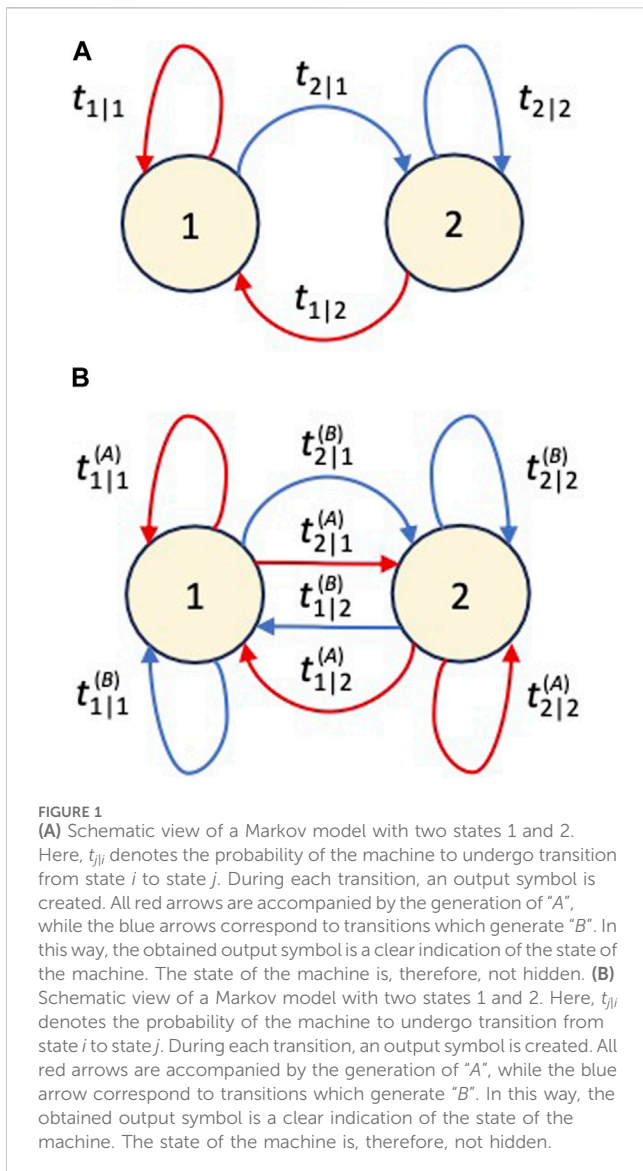 A
t1|1
t2|1
t2|2
1
2
t1|2
B
t1|1(A)
t2|1(B)
t2|2(B)
t2|1(A)
1
t1|2(B)
2
t1|1(B)
t1|2(A)
t2|2(A)
FIGURE 1
(A) Schematic view of a Markov model with two states 1 and 2.
Here, tj|i denotes the probability of the machine to undergo transition
from state i to state j. During each transition, an output symbol is
created. All red arrows are accompanied by the generation of "A",
while the blue arrows correspond to transitions which generate "B". In
this way, the obtained output symbol is a clear indication of the state of
the machine. The state of the machine is, therefore, not hidden. (B)
Schematic view of a Markov model with two states 1 and 2. Here, tj|i
denotes the probability of the machine to undergo transition from
state i to state j. During each transition, an output symbol is created. All
red arrows are accompanied by the generation of "A", while the blue
arrow correspond to transitions which generate "B". In this way, the
obtained output symbol is a clear indication of the state of the
machine. The state of the machine is, therefore, not hidden.